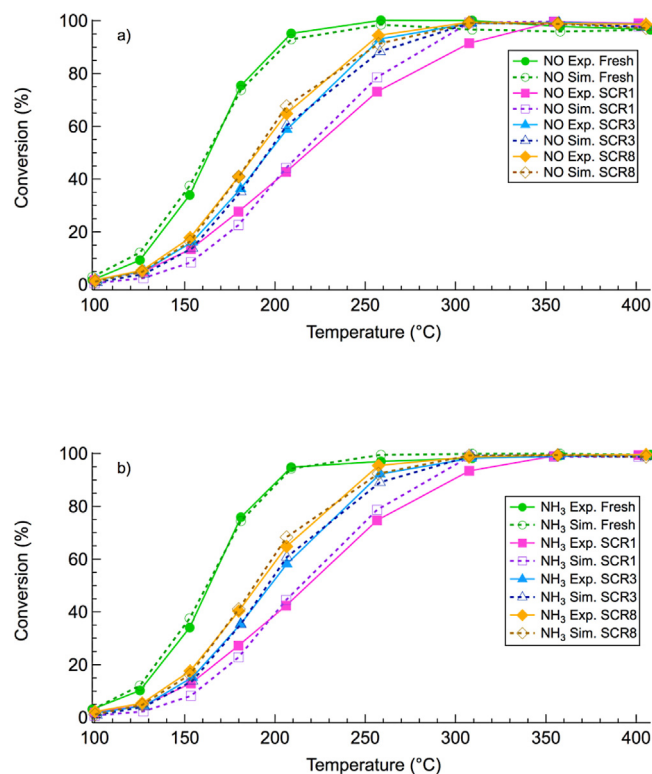 a)
100
80
60
40
20
0
Conversion (%)
NO Exp. Fresh
NO Sim. Fresh
NO Exp. SCR1
NO Sim. SCR1
NO Exp. SCR3
NO Sim. SCR3
NO Exp. SCR8
NO Sim. SCR8
100 150 200 250 300 350 400
Temperature (°C)
b)
100
80
60
40
20
0
Conversion (%)
NH₃ Exp. Fresh
NH₃ Sim. Fresh
NH₃ Exp. SCR1
NH₃ Sim. SCR1
NH₃ Exp. SCR3
NH₃ Sim. SCR3
NH₃ Exp. SCR8
NH₃ Sim. SCR8
100 150 200 250 300 350 400
Temperature (°C)